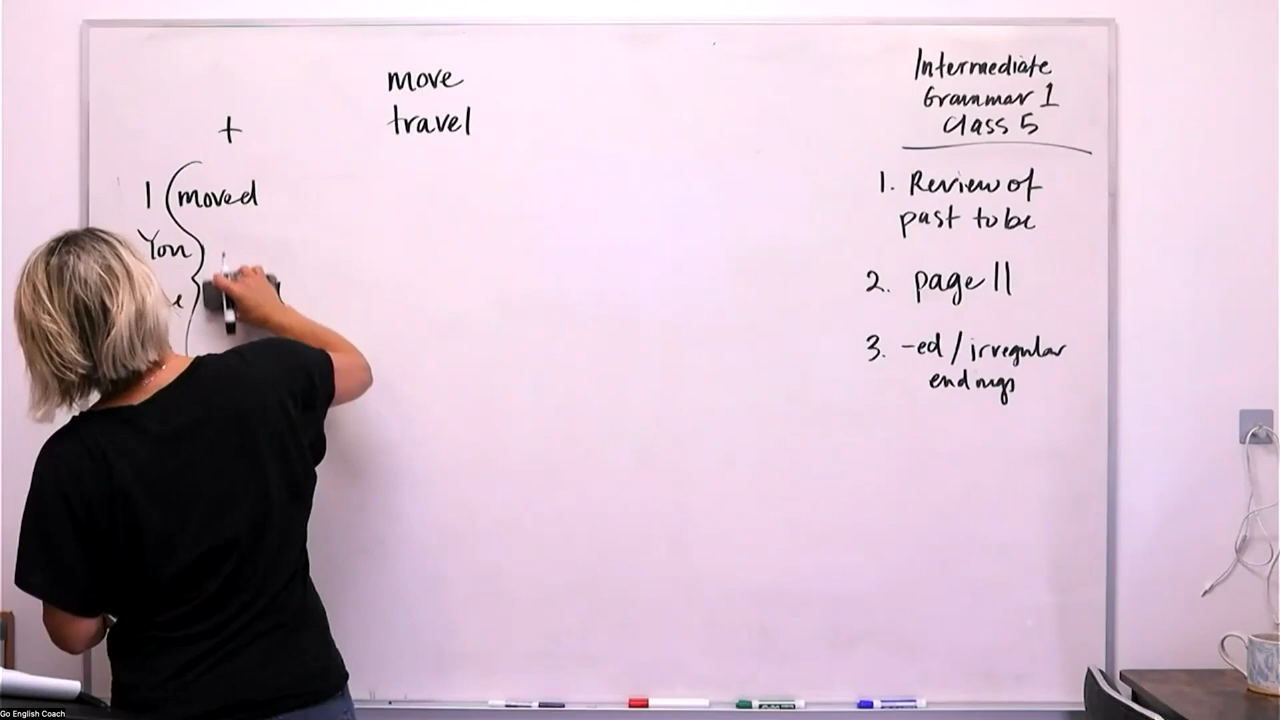 move
travel
+
I moved
You
Intermediate
Grammar 1
Class 5
1. Review of
past to be
2. page 11
3. -ed / irregular
endings
Go English Coach